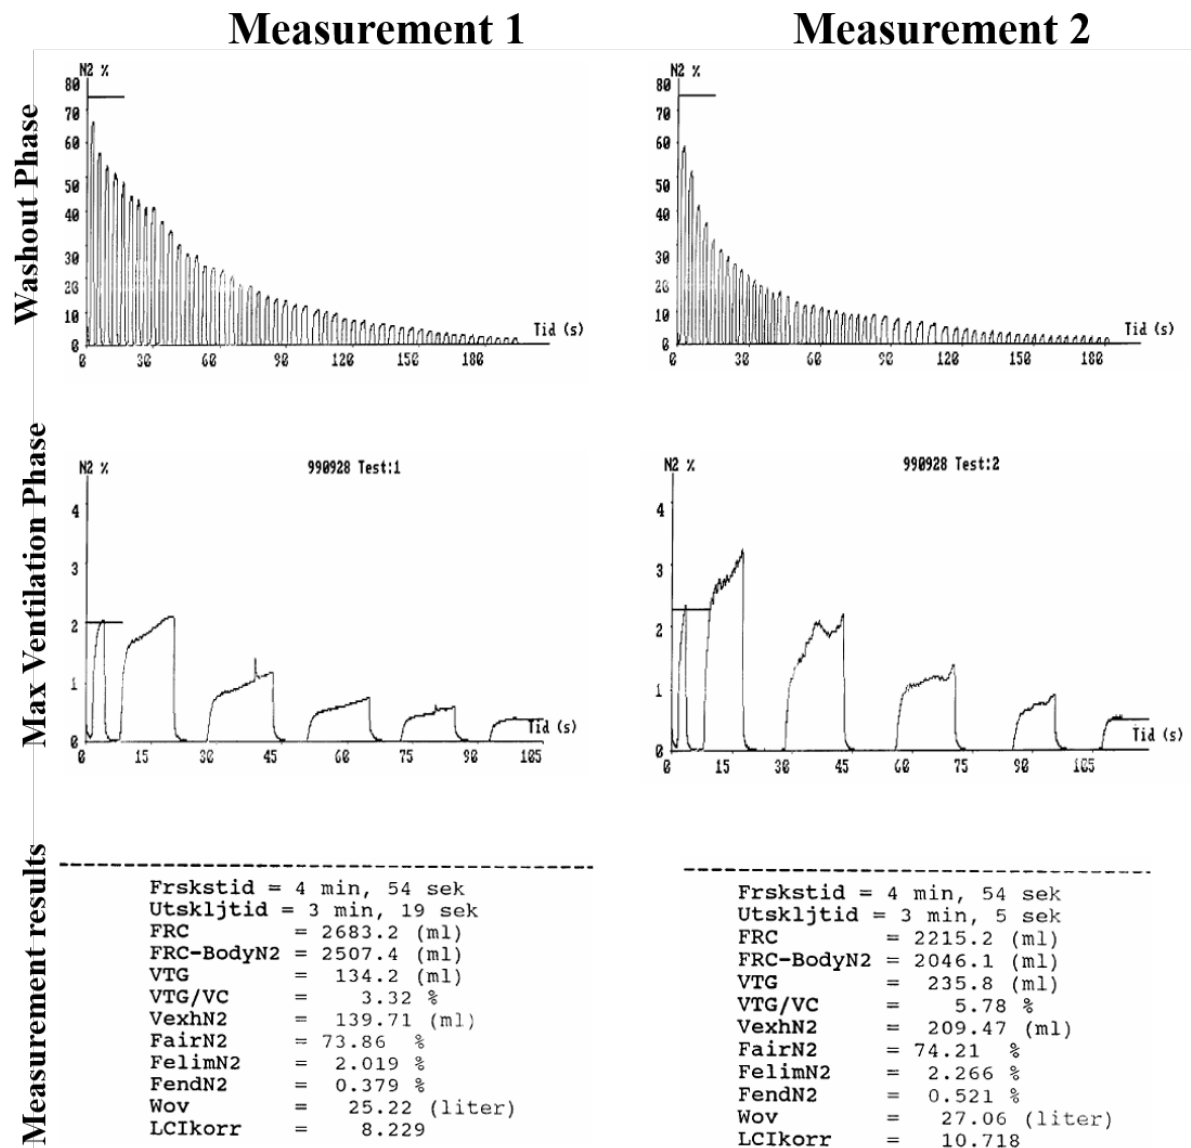 Measurement 1
Measurement 2
Washout Phase
N2 %
80
70
60
50
40
30
20
10
0
0 30 60 90 120 150 180
Tid (s)
N2 %
80
70
60
50
40
30
20
10
0
0 30 60 90 120 150 180
Tid (s)
Max Ventilation Phase
N2 %
990928 Test:1
4
3
2
1
0
0 15 30 45 60 75 90 105
Tid (s)
N2 %
990928 Test:2
4
3
2
1
0
0 15 30 45 60 75 90 105
Tid (s)
Measurement results
Frskstid = 4 min, 54 sek
Utskljtid = 3 min, 19 sek
FRC = 2683.2 (ml)
FRC-BodyN2 = 2507.4 (ml)
VTG = 134.2 (ml)
VTG/VC = 3.32 %
VexhN2 = 139.71 (ml)
FairN2 = 73.86 %
FelimN2 = 2.019 %
FendN2 = 0.379 %
Wov = 25.22 (liter)
LCIkorr = 8.229
Frskstid = 4 min, 54 sek
Utskljtid = 3 min, 5 sek
FRC = 2215.2 (ml)
FRC-BodyN2 = 2046.1 (ml)
VTG = 235.8 (ml)
VTG/VC = 5.78 %
VexhN2 = 209.47 (ml)
FairN2 = 74.21 %
FelimN2 = 2.266 %
FendN2 = 0.521 %
Wov = 27.06 (liter)
LCIkorr = 10.718